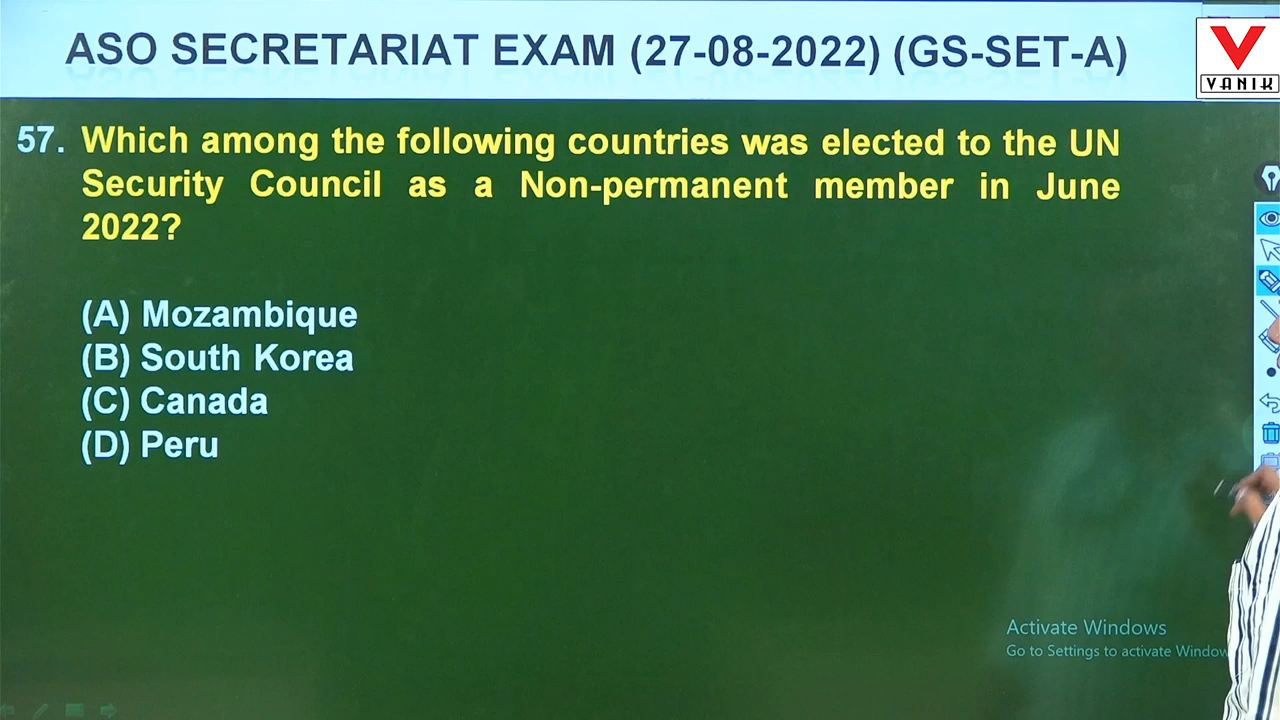 ASO SECRETARIAT EXAM (27-08-2022) (GS-SET-A)
VANIK
57. Which among the following countries was elected to the UN
Security Council as a Non-permanent member in June
2022?
(A) Mozambique
(B) South Korea
(C) Canada
(D) Peru
Activate Windows
Go to Settings to activate Window